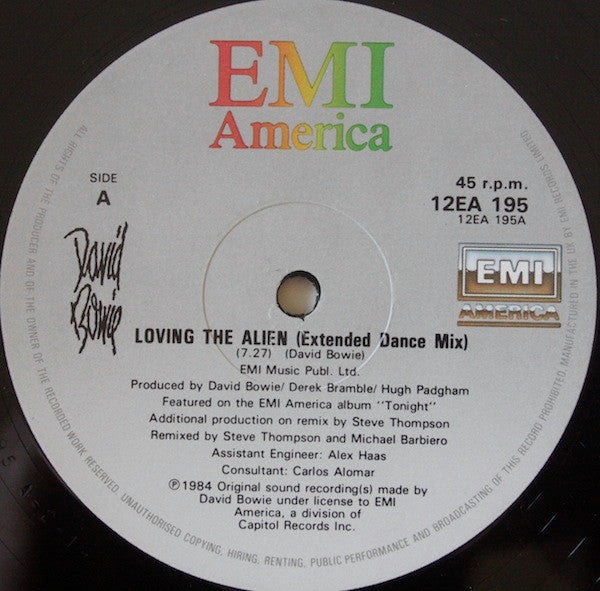 EMI
America
SIDE
A
45 r.p.m.
12EA 195
12EA 195A
David
Bowie
EMI
AMERICA
LOVING THE ALIEN (Extended Dance Mix)
(7.27) (David Bowie)
EMI Music Publ. Ltd.
Produced by David Bowie/ Derek Bramble/ Hugh Padgham
Featured on the EMI America album "Tonight"
Additional production on remix by Steve Thompson
Remixed by Steve Thompson and Michael Barbiero
Assistant Engineer: Alex Haas
Consultant: Carlos Alomar
℗1984 Original sound recording(s) made by
David Bowie under license to EMI
America, a division of
Capitol Records Inc.
ALL RIGHTS OF THE PRODUCER AND OF THE OWNER OF THE RECORDED WORK RESERVED. UNAUTHORISED COPYING, HIRING, RENTING, PUBLIC PERFORMANCE AND BROADCASTING OF THIS RECORD PROHIBITED. MANUFACTURED IN THE UK BY EMI RECORDS LIMITED